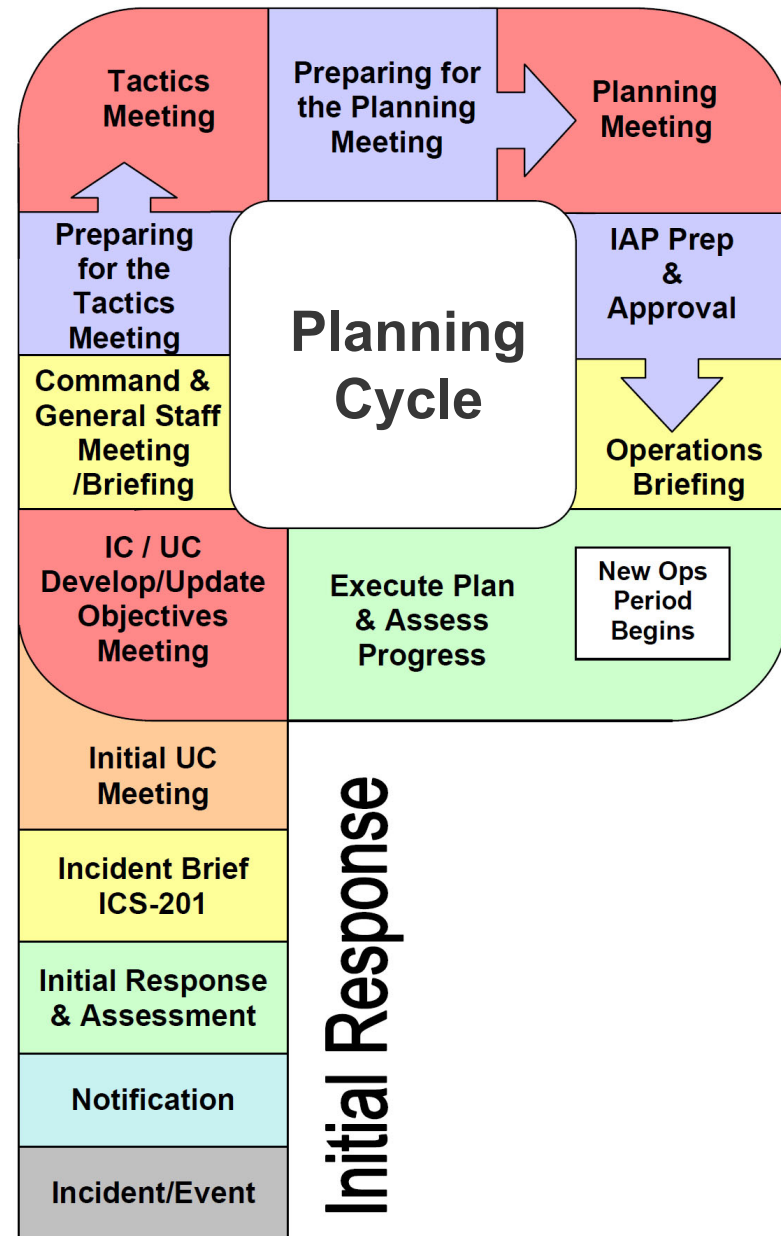 Tactics
Meeting
Preparing for
the Planning
Meeting
Planning
Meeting
Preparing
for the
Tactics
Meeting
IAP Prep
&
Approval
Planning
Cycle
Command &
General Staff
Meeting
/Briefing
Operations
Briefing
IC / UC
Develop/Update
Objectives
Meeting
Execute Plan
& Assess
Progress
New Ops
Period
Begins
Initial UC
Meeting
Incident Brief
ICS-201
Initial Response
& Assessment
Notification
Incident/Event
Initial Response